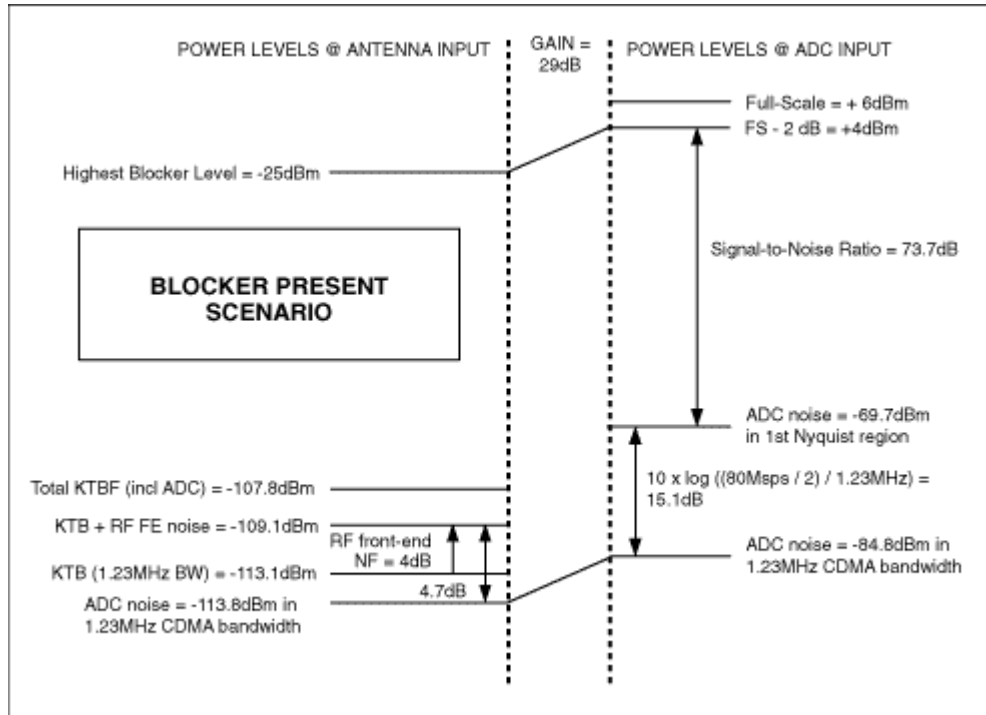 POWER LEVELS @ ANTENNA INPUT
GAIN =
29dB
POWER LEVELS @ ADC INPUT
Full-Scale = + 6dBm
FS - 2 dB = +4dBm
Highest Blocker Level = -25dBm
Signal-to-Noise Ratio = 73.7dB
BLOCKER PRESENT
SCENARIO
ADC noise = -69.7dBm
in 1st Nyquist region
10 x log ((80Msps / 2) / 1.23MHz) =
15.1dB
Total KTBF (incl ADC) = -107.8dBm
KTB + RF FE noise = -109.1dBm
RF front-end
NF = 4dB
KTB (1.23MHz BW) = -113.1dBm
4.7dB
ADC noise = -84.8dBm in
1.23MHz CDMA bandwidth
ADC noise = -113.8dBm in
1.23MHz CDMA bandwidth